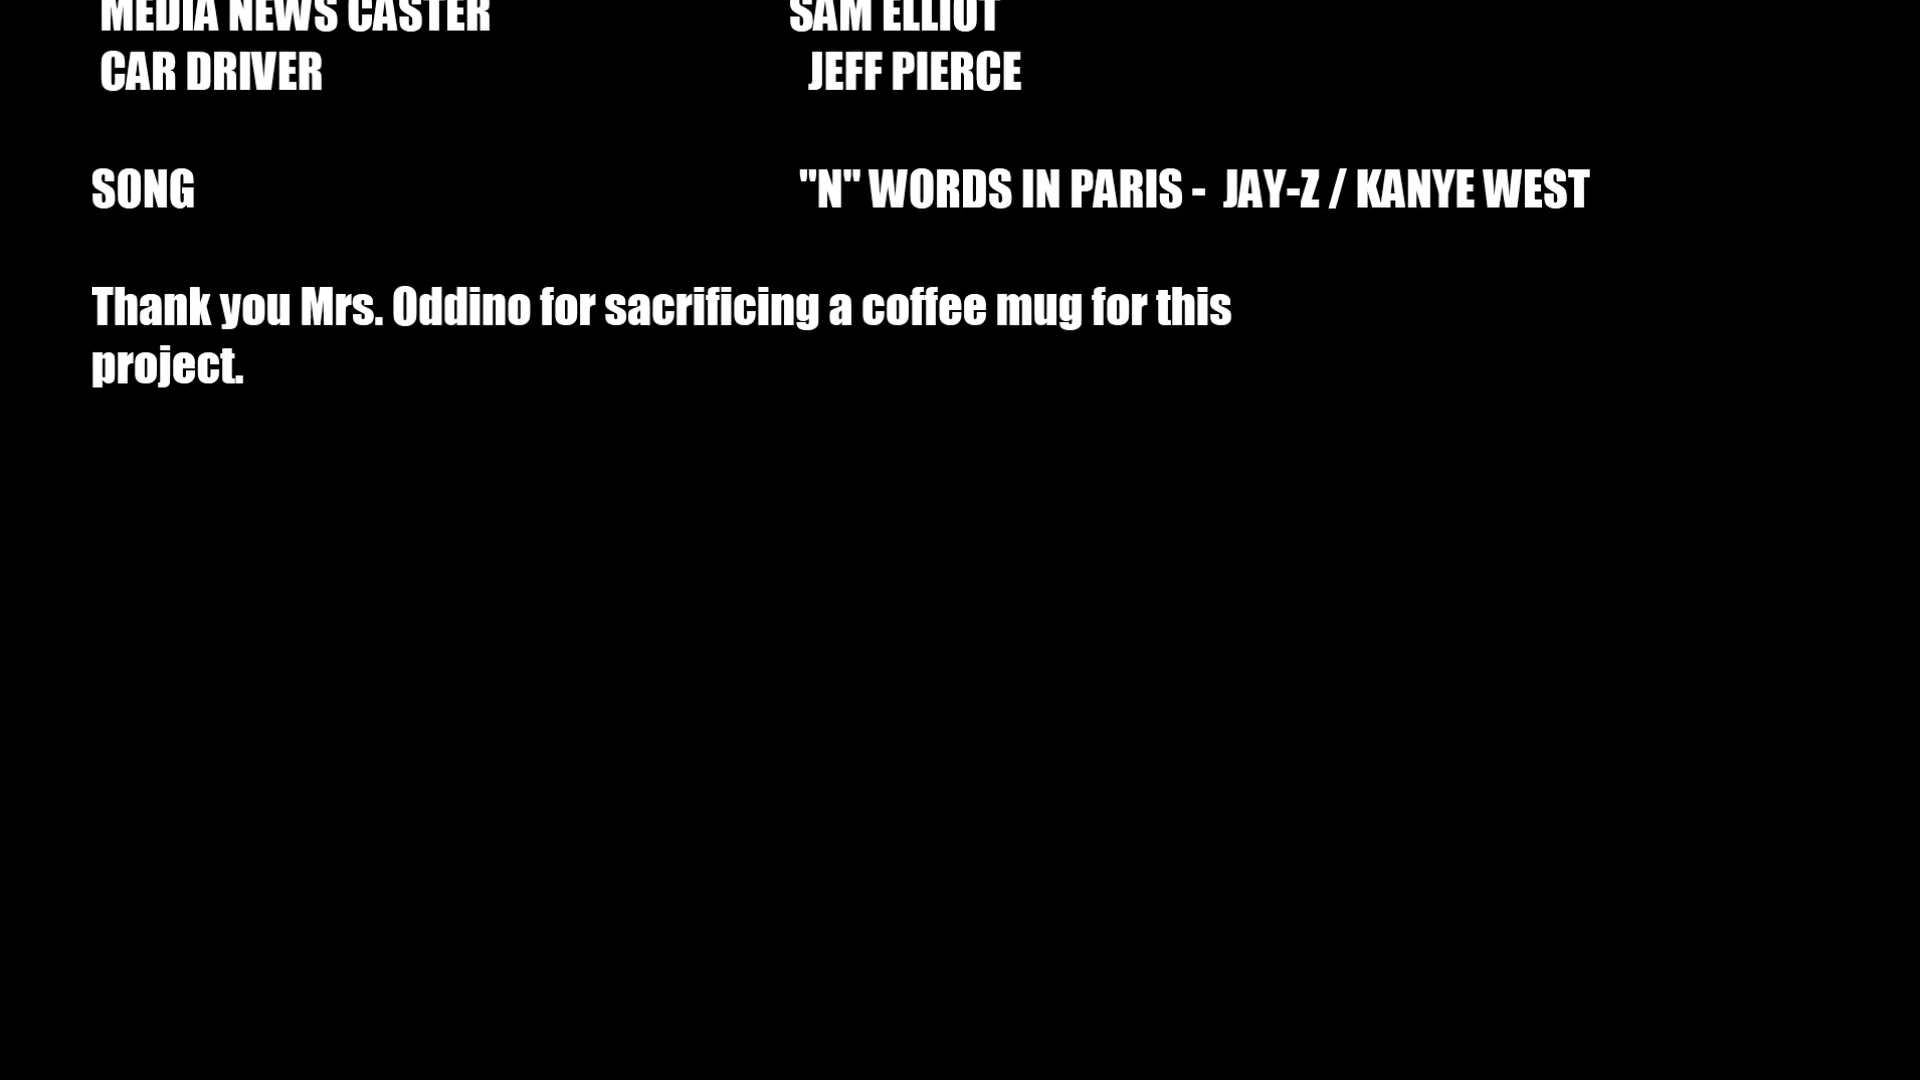 MEDIA NEWS CASTER SAM ELLIOT
CAR DRIVER JEFF PIERCE
SONG "N" WORDS IN PARIS - JAY-Z / KANYE WEST
Thank you Mrs. Oddino for sacrificing a coffee mug for this
project.